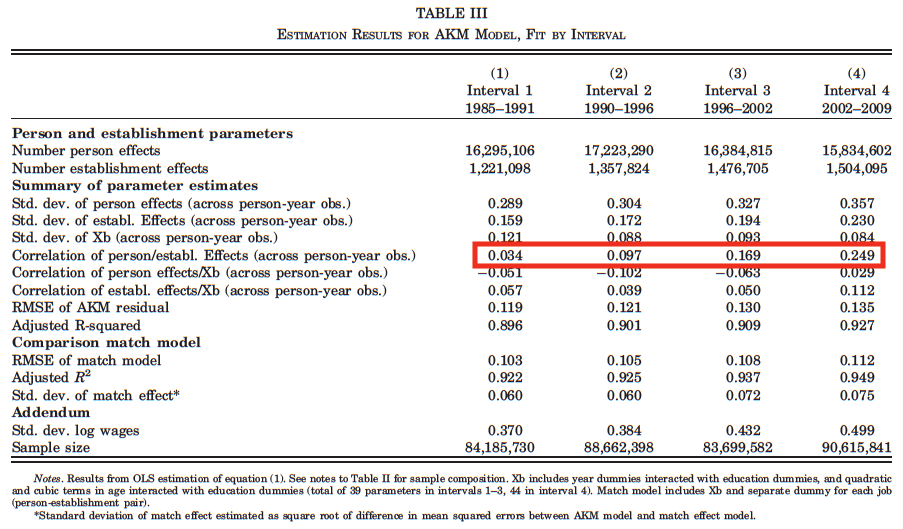 TABLE III
ESTIMATION RESULTS FOR AKM MODEL, FIT BY INTERVAL
(1) (2) (3) (4)
Interval 1 Interval 2 Interval 3 Interval 4
1985–1991 1990–1996 1996–2002 2002–2009
Person and establishment parameters
Number person effects 16,295,106 17,223,290 16,384,815 15,834,602
Number establishment effects 1,221,098 1,357,824 1,476,705 1,504,095
Summary of parameter estimates
Std. dev. of person effects (across person-year obs.) 0.289 0.304 0.327 0.357
Std. dev. of establ. Effects (across person-year obs.) 0.159 0.172 0.194 0.230
Std. dev. of Xb (across person-year obs.) 0.121 0.088 0.093 0.084
Correlation of person/establ. Effects (across person-year obs.) 0.034 0.097 0.169 0.249
Correlation of person effects/Xb (across person-year obs.) −0.051 −0.102 −0.063 0.029
Correlation of establ. effects/Xb (across person-year obs.) 0.057 0.039 0.050 0.112
RMSE of AKM residual 0.119 0.121 0.130 0.135
Adjusted R-squared 0.896 0.901 0.909 0.927
Comparison match model
RMSE of match model 0.103 0.105 0.108 0.112
Adjusted R² 0.922 0.925 0.937 0.949
Std. dev. of match effect* 0.060 0.060 0.072 0.075
Addendum
Std. dev. log wages 0.370 0.384 0.432 0.499
Sample size 84,185,730 88,662,398 83,699,582 90,615,841
Notes. Results from OLS estimation of equation (1). See notes to Table II for sample composition. Xb includes year dummies interacted with education dummies, and quadratic
and cubic terms in age interacted with education dummies (total of 39 parameters in intervals 1–3, 44 in interval 4). Match model includes Xb and separate dummy for each job
(person-establishment pair).
*Standard deviation of match effect estimated as square root of difference in mean squared errors between AKM model and match effect model.